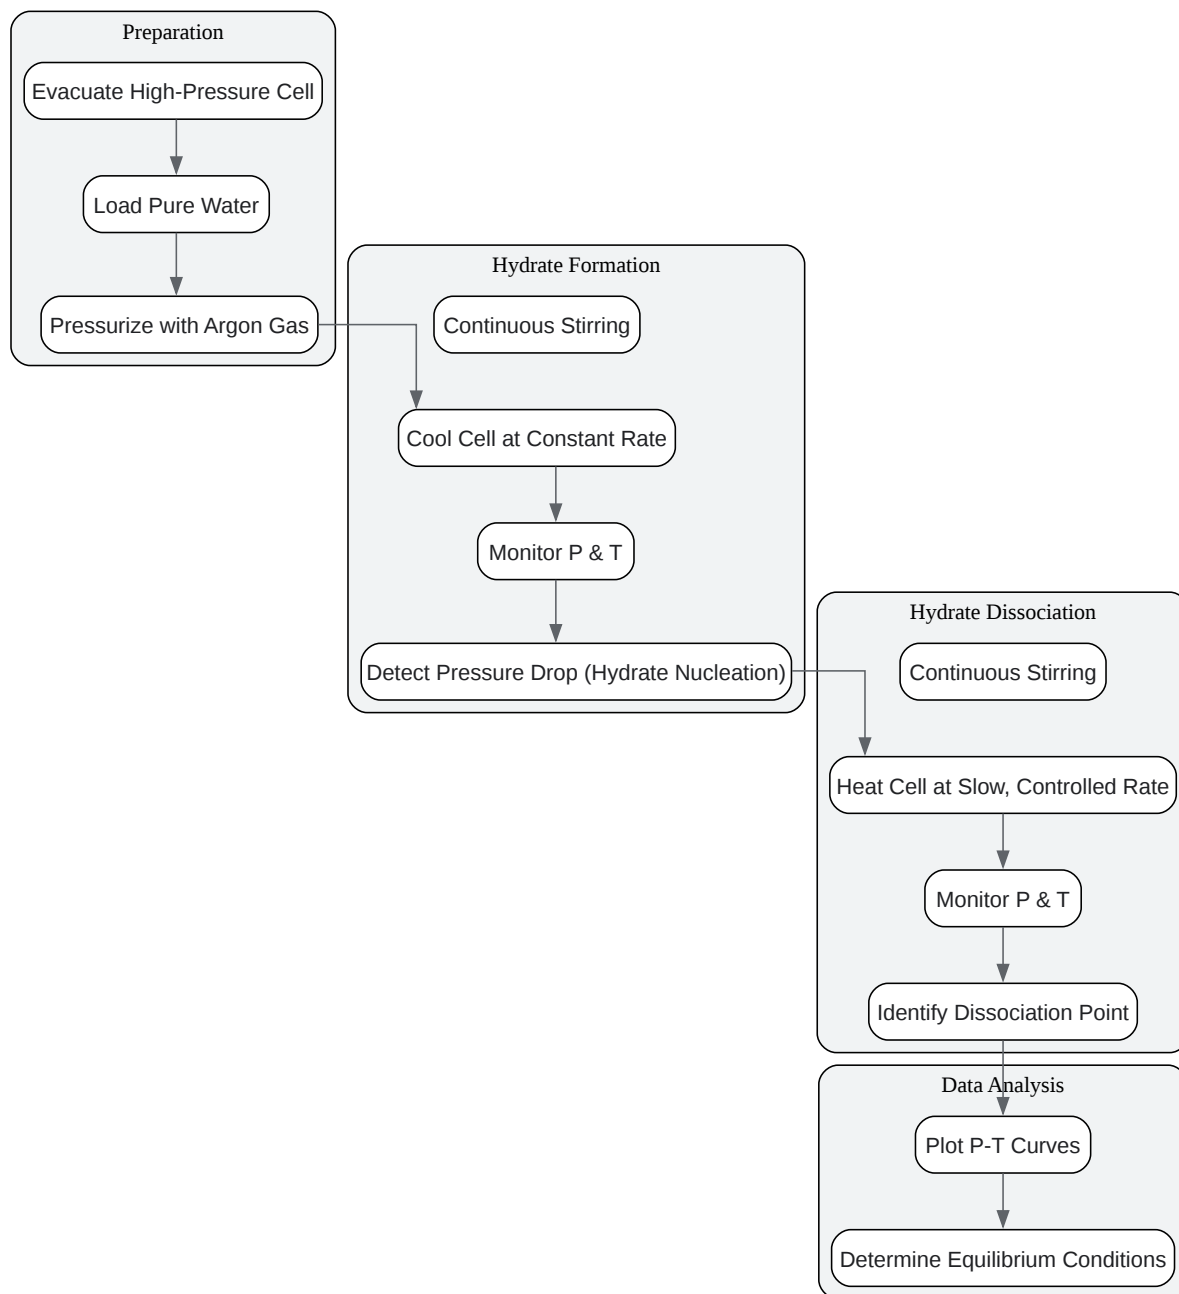 Preparation
Evacuate High-Pressure Cell
Load Pure Water
Pressurize with Argon Gas
Hydrate Formation
Continuous Stirring
Cool Cell at Constant Rate
Monitor P & T
Detect Pressure Drop (Hydrate Nucleation)
Hydrate Dissociation
Continuous Stirring
Heat Cell at Slow, Controlled Rate
Monitor P & T
Identify Dissociation Point
Data Analysis
Plot P-T Curves
Determine Equilibrium Conditions